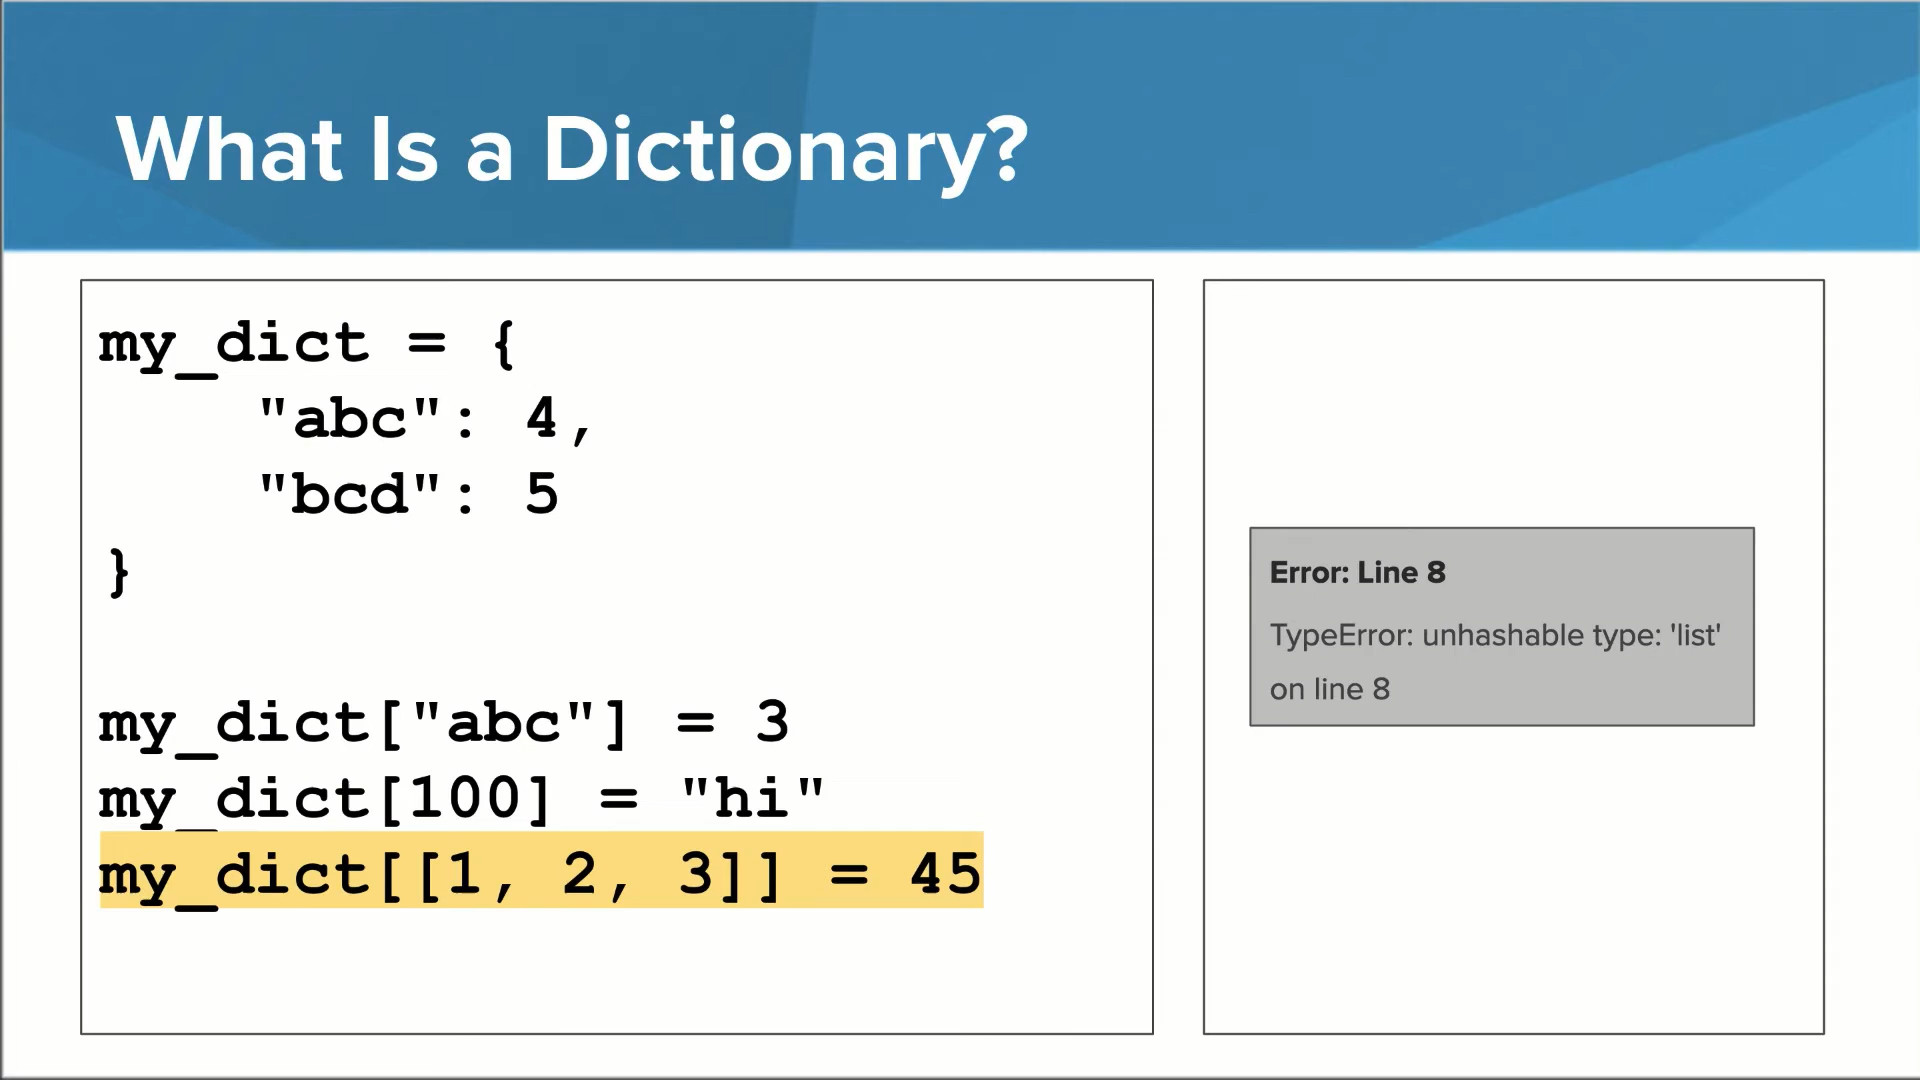 What Is a Dictionary?
my_dict = {
    "abc": 4,
    "bcd": 5
}
my_dict["abc"] = 3
my_dict[100] = "hi"
my_dict[[1, 2, 3]] = 45
Error: Line 8
TypeError: unhashable type: 'list'
on line 8